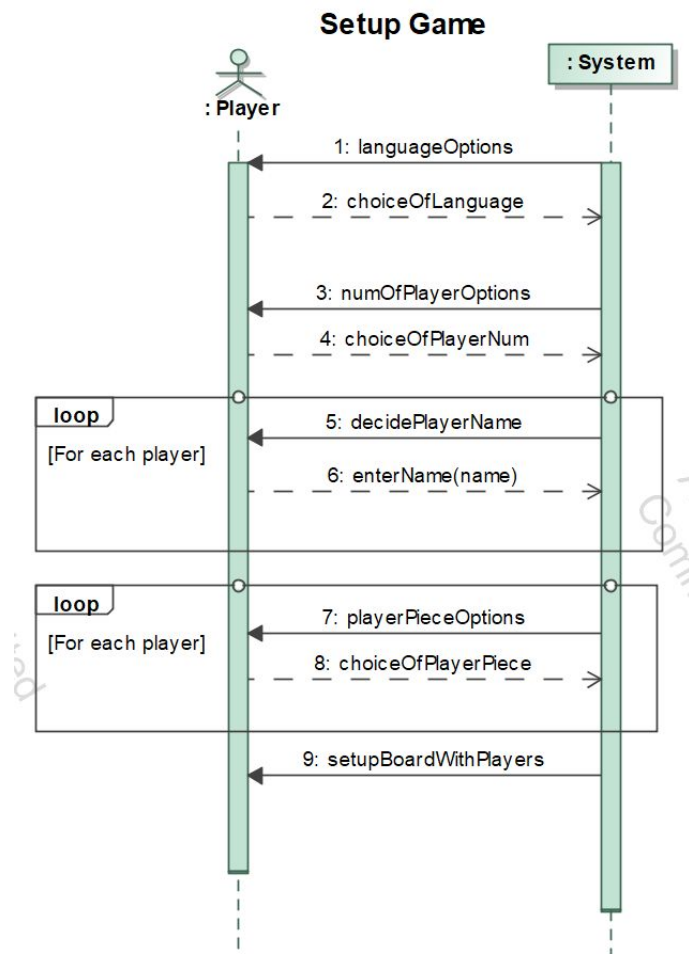 Setup Game
: Player
: System
1: languageOptions
2: choiceOfLanguage
3: numOfPlayerOptions
4: choiceOfPlayerNum
loop
[For each player]
5: decidePlayerName
6: enterName(name)
loop
[For each player]
7: playerPieceOptions
8: choiceOfPlayerPiece
9: setupBoardWithPlayers